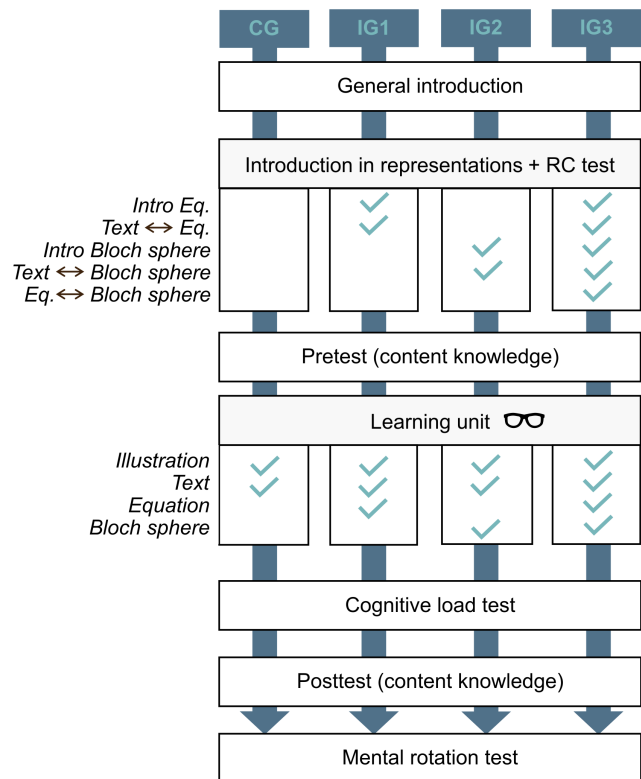 CG IG1 IG2 IG3
General introduction
Introduction in representations + RC test
Intro Eq.
Text ↔ Eq.
Intro Bloch sphere
Text ↔ Bloch sphere
Eq.↔ Bloch sphere
Pretest (content knowledge)
Learning unit
Illustration
Text
Equation
Bloch sphere
Cognitive load test
Posttest (content knowledge)
Mental rotation test